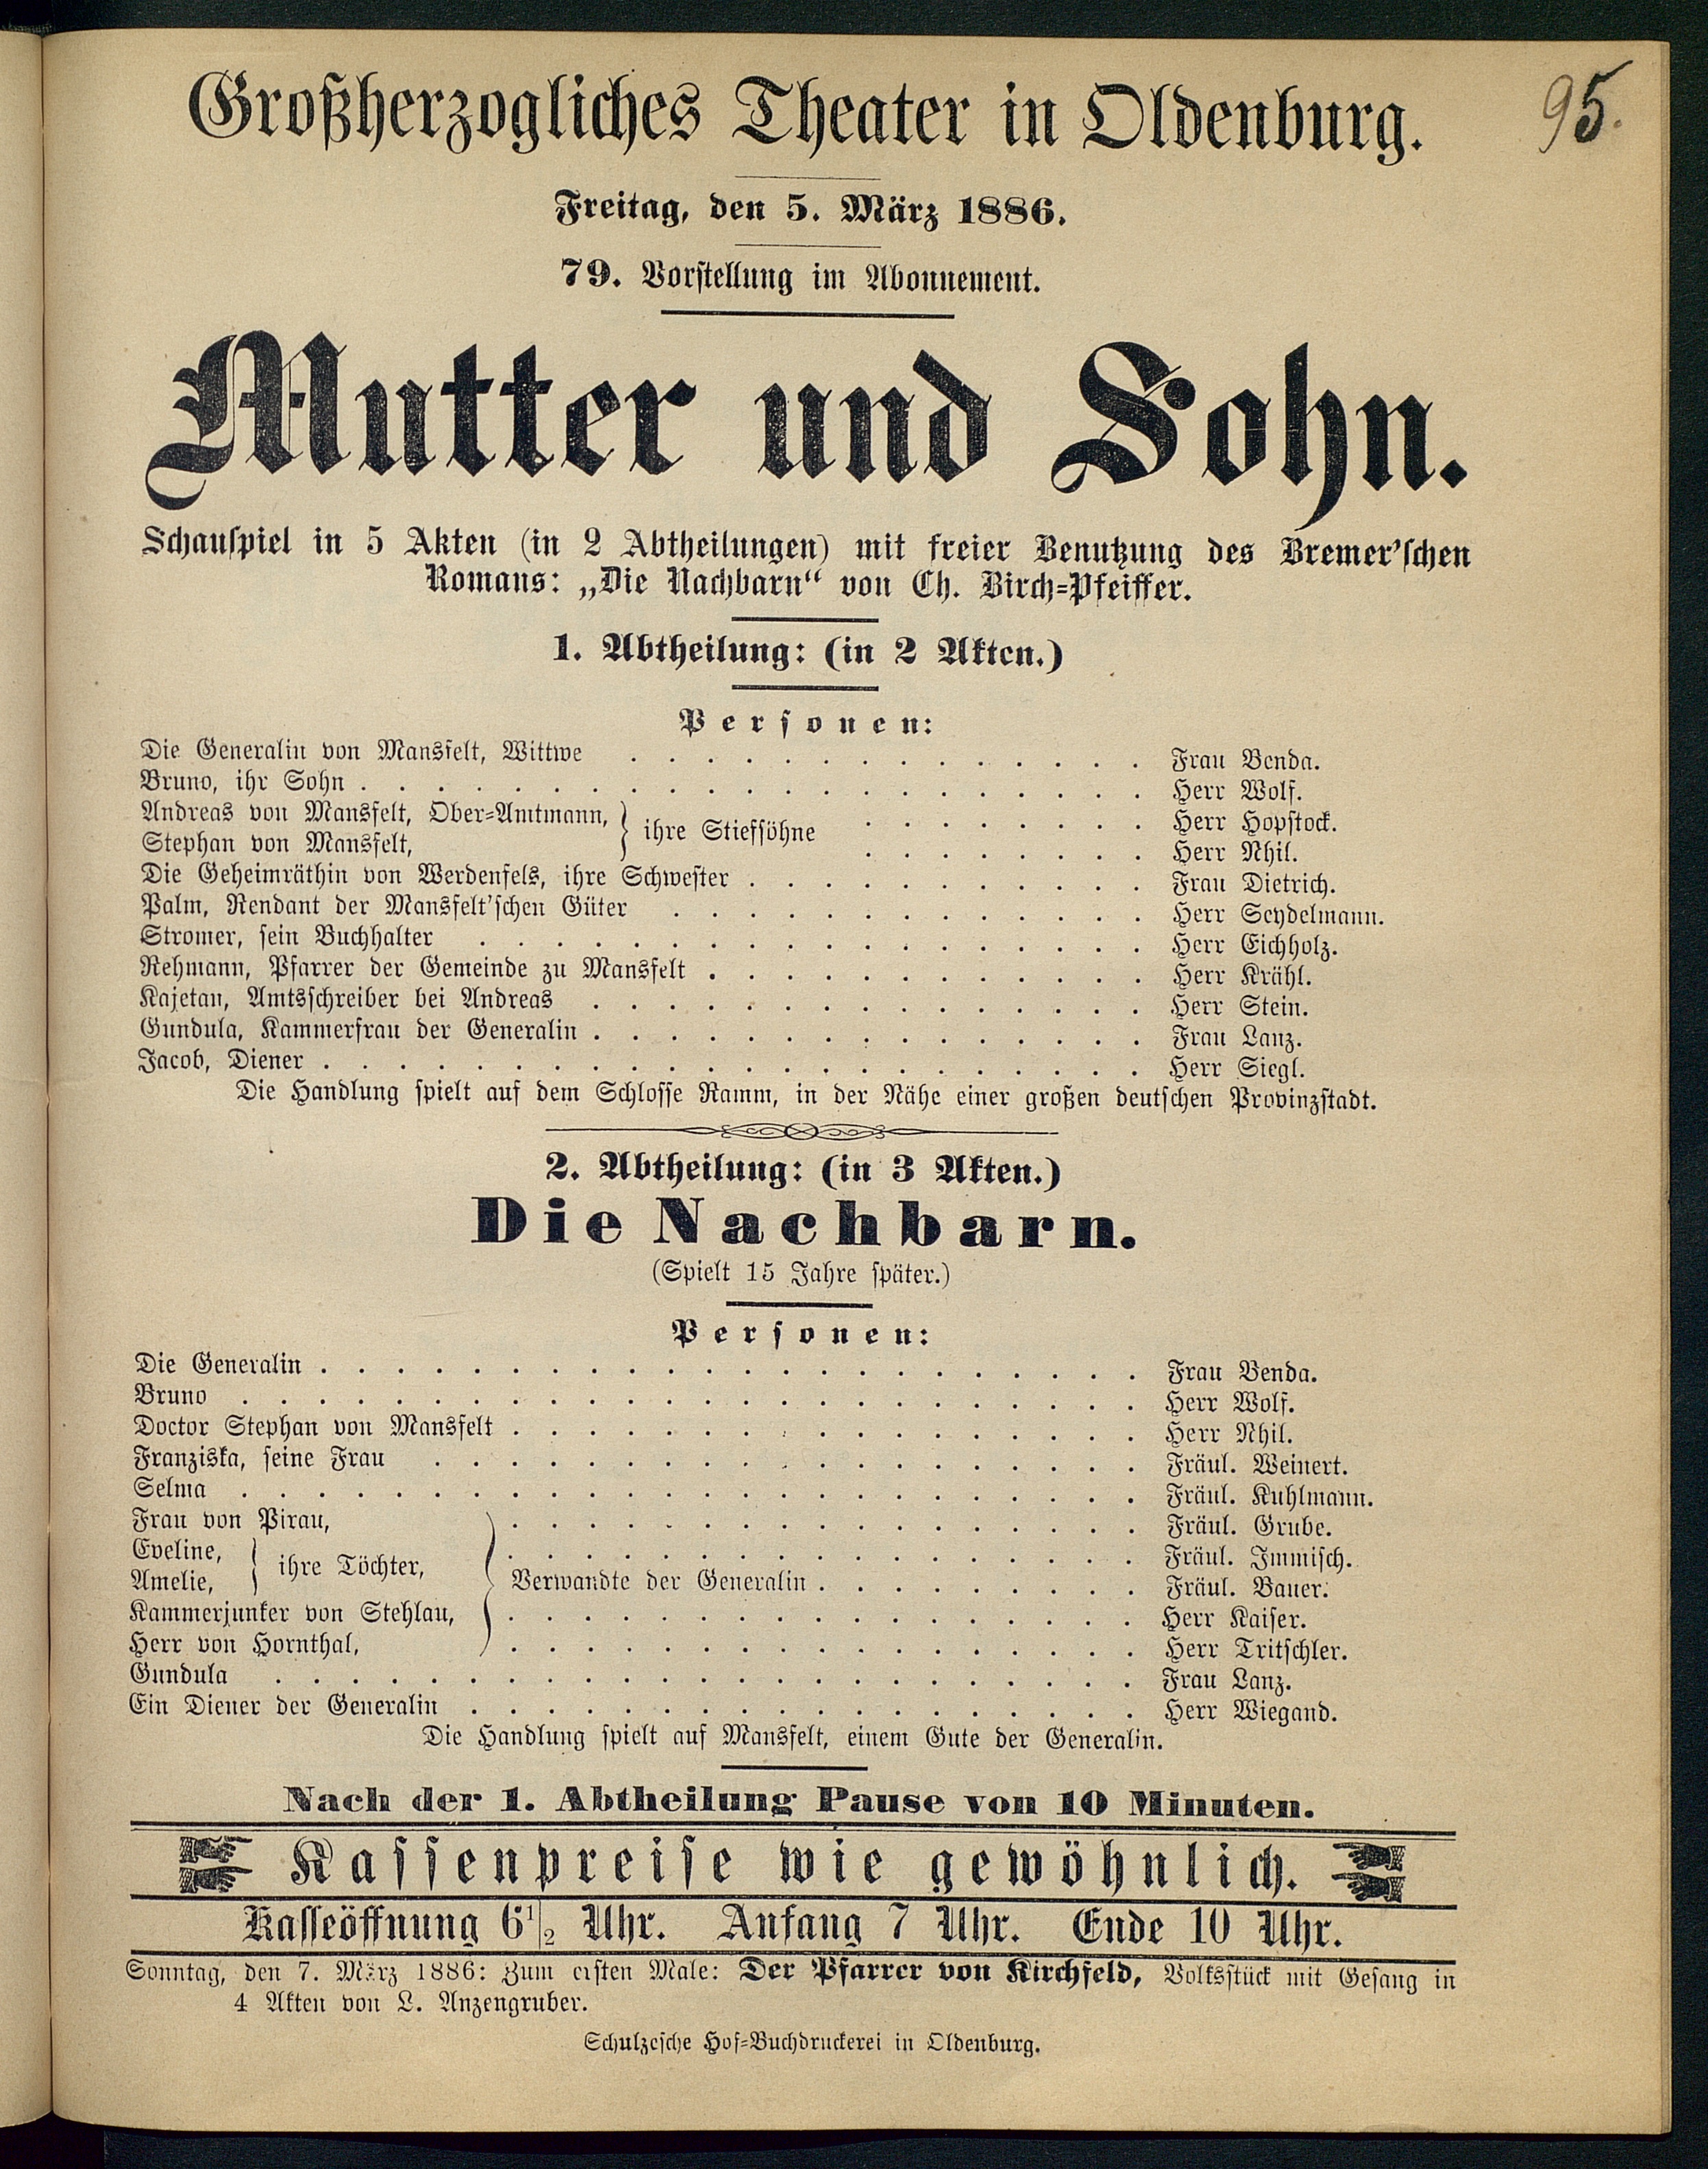 Großherzogliches Theater in Oldenburg.
95.
Freitag, den 5. März 1886.
79. Vorstellung im Abonnement.
Mutter und Sohn.
Schauspiel in 5 Akten (in 2 Abtheilungen) mit freier Benutzung des Bremer'schen
Romans: „Die Nachbarn“ von Ch. Birch-Pfeiffer.
1. Abtheilung: (in 2 Akten.)
Personen:
Die Generalin von Mansfelt, Wittwe . . . . . . . . . . . . . . Frau Benda.
Bruno, ihr Sohn . . . . . . . . . . . . . . . . . . . . . Herr Wolf.
Andreas von Mansfelt, Ober-Amtmann, } ihre Stiefsöhne . . . . . . . . Herr Hopstock.
Stephan von Mansfelt, . . . . . . . . Herr Nhil.
Die Geheimräthin von Werdenfels, ihre Schwester . . . . . . . . . . . Frau Dietrich.
Palm, Rendant der Mansfelt'schen Güter . . . . . . . . . . . . . Herr Seydelmann.
Stromer, sein Buchhalter . . . . . . . . . . . . . . . . . . Herr Eichholz.
Rehmann, Pfarrer der Gemeinde zu Mansfelt . . . . . . . . . . . . Herr Krähl.
Kajetan, Amtsschreiber bei Andreas . . . . . . . . . . . . . . . Herr Stein.
Gundula, Kammerfrau der Generalin . . . . . . . . . . . . . . . Frau Lanz.
Jacob, Diener . . . . . . . . . . . . . . . . . . . . . . Herr Siegl.
Die Handlung spielt auf dem Schlosse Ramm, in der Nähe einer großen deutschen Provinzstadt.
2. Abtheilung: (in 3 Akten.)
Die Nachbarn.
(Spielt 15 Jahre später.)
Personen:
Die Generalin . . . . . . . . . . . . . . . . . . . . . . Frau Benda.
Bruno . . . . . . . . . . . . . . . . . . . . . . . . Herr Wolf.
Doctor Stephan von Mansfelt . . . . . . . . . . . . . . . . . Herr Nhil.
Franziska, seine Frau . . . . . . . . . . . . . . . . . . . Fräul. Weinert.
Selma . . . . . . . . . . . . . . . . . . . . . . . . Fräul. Kuhlmann.
Frau von Pirau, . . . . . . . . . . . . . . . . . Fräul. Grube.
Eveline, } ihre Töchter, . . . . . . . . . . . . . . . . . Fräul. Immisch.
Amelie, } Verwandte der Generalin . . . . . . . . . Fräul. Bauer.
Kammerjunker von Stehlau, . . . . . . . . . . . . . . . . . Herr Kaiser.
Herr von Hornthal, . . . . . . . . . . . . . . . . . Herr Tritschler.
Gundula . . . . . . . . . . . . . . . . . . . . . . . Frau Lanz.
Ein Diener der Generalin . . . . . . . . . . . . . . . . . . Herr Wiegand.
Die Handlung spielt auf Mansfelt, einem Gute der Generalin.
Nach der 1. Abtheilung Pause von 10 Minuten.
Kassenpreise wie gewöhnlich.
Kasseöffnung 6 1/2 Uhr. Anfang 7 Uhr. Ende 10 Uhr.
Sonntag, den 7. März 1886: Zum ersten Male: Der Pfarrer von Kirchfeld, Volksstück mit Gesang in
4 Akten von L. Anzengruber.
Schulzesche Hof-Buchdruckerei in Oldenburg.